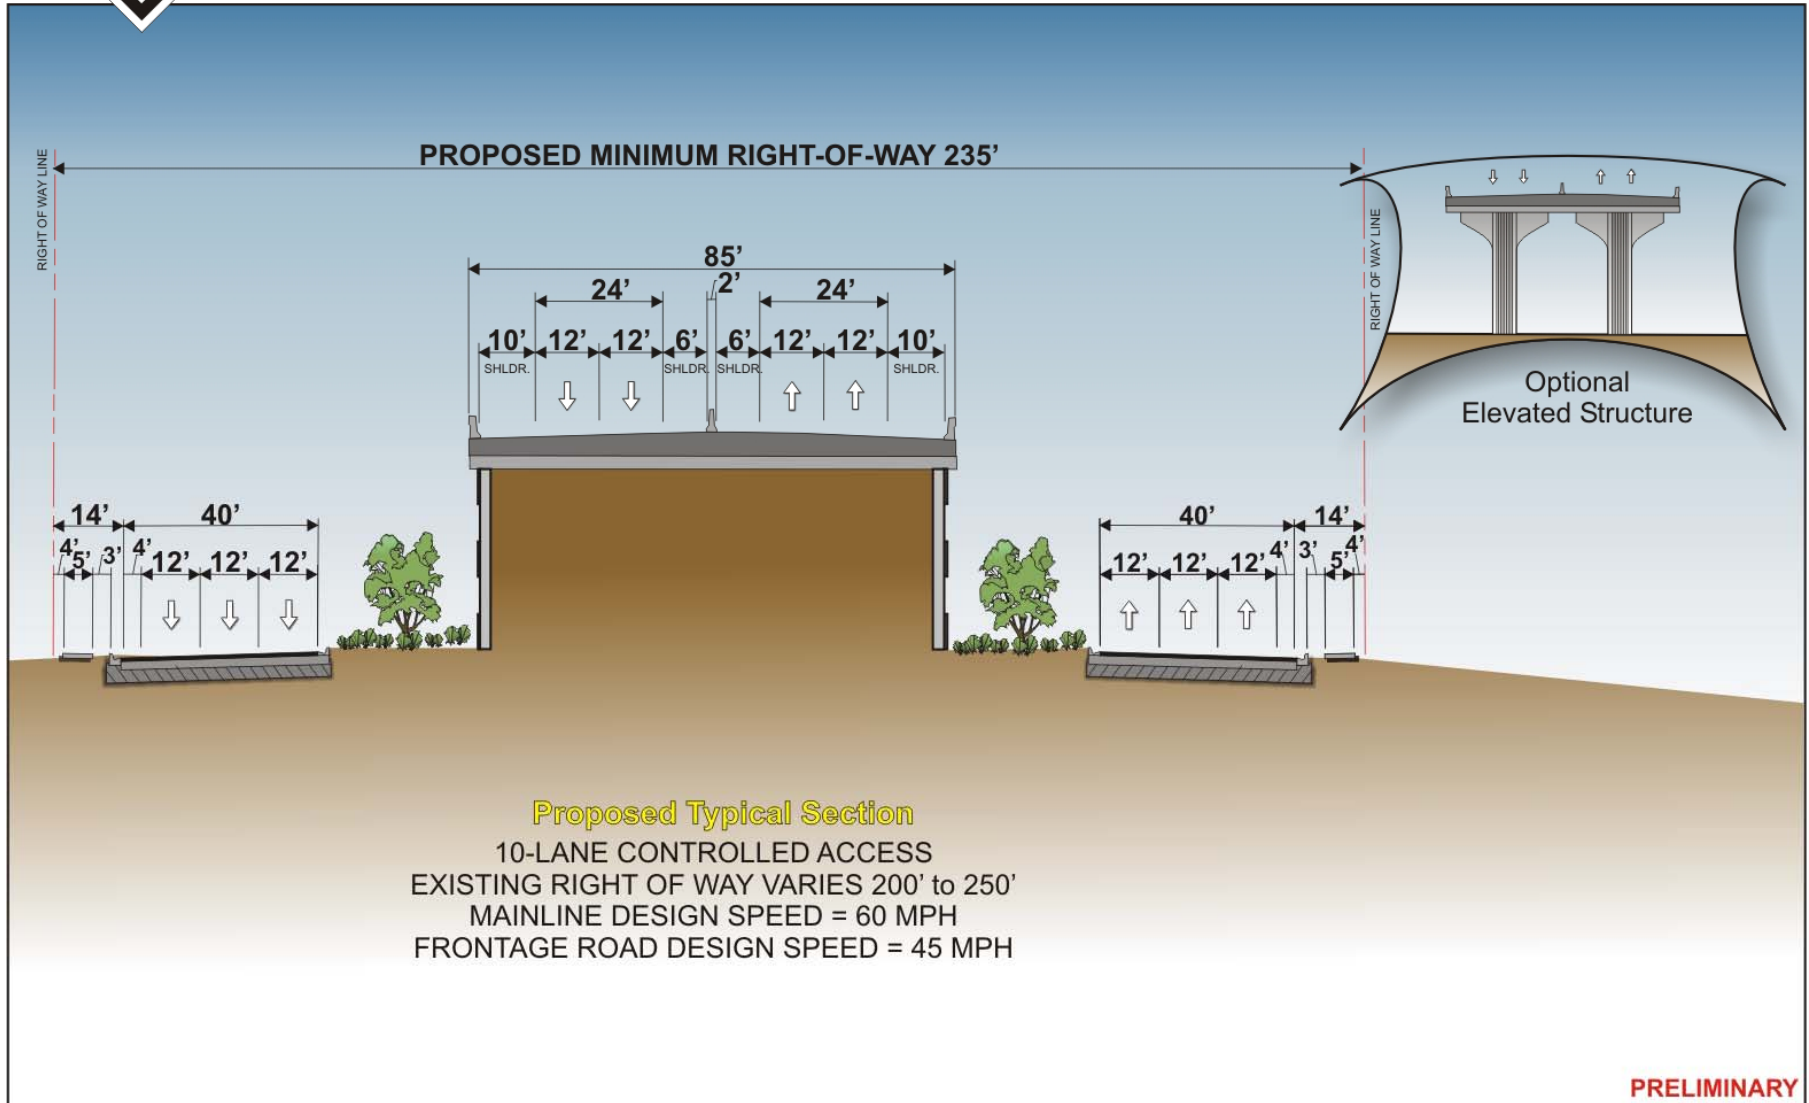 PROPOSED MINIMUM RIGHT-OF-WAY 235’
RIGHT OF WAY LINE
RIGHT OF WAY LINE
85’
24’ 2’ 24’
10’ 12’ 12’ 6’ 6’ 12’ 12’ 10’
SHLDR. SHLDR. SHLDR. SHLDR.
Optional
Elevated Structure
14’ 40’
4’ 5’ 3’ 4’ 12’ 12’ 12’
40’ 14’
12’ 12’ 12’ 4’ 3’ 5’ 4’
Proposed Typical Section
10-LANE CONTROLLED ACCESS
EXISTING RIGHT OF WAY VARIES 200’ to 250’
MAINLINE DESIGN SPEED = 60 MPH
FRONTAGE ROAD DESIGN SPEED = 45 MPH
PRELIMINARY